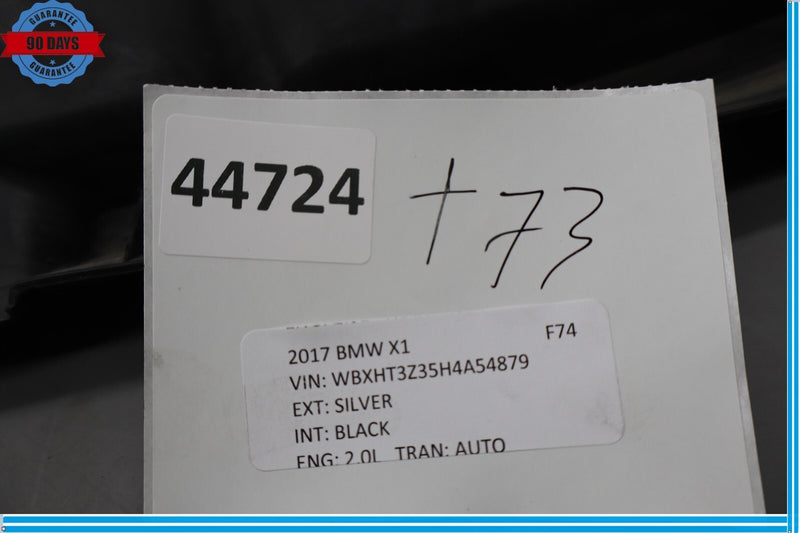 GUARANTEE
90 DAYS
GUARANTEE
44724
+73
2017 BMW X1 F74
VIN: WBXHT3Z35H4A54879
EXT: SILVER
INT: BLACK
ENG: 2.0L TRAN: AUTO